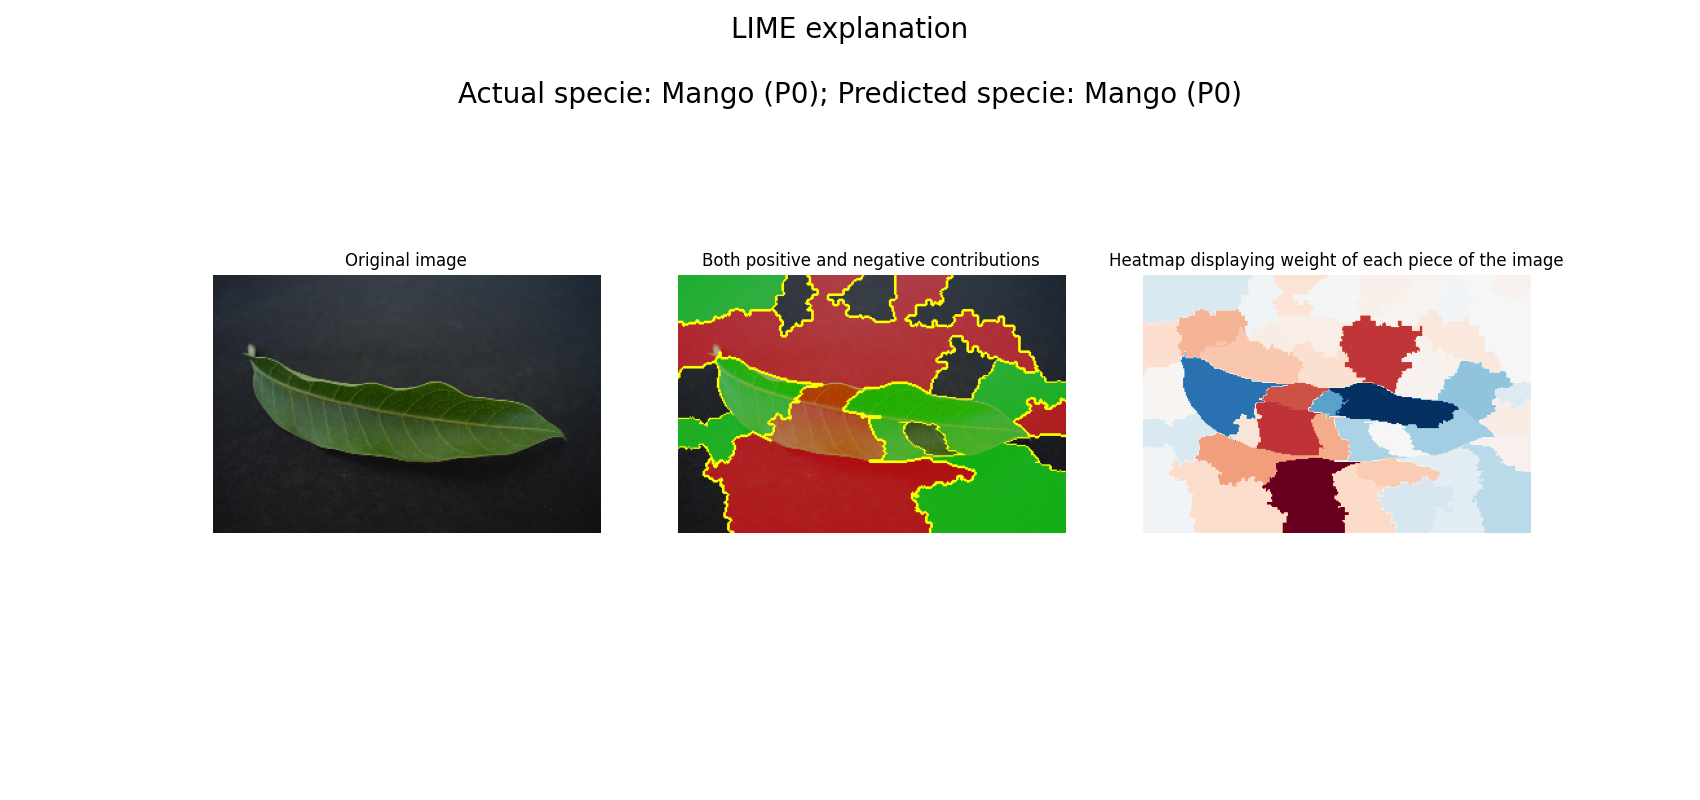 LIME explanation
Actual specie: Mango (P0); Predicted specie: Mango (P0)
Original image
Both positive and negative contributions
Heatmap displaying weight of each piece of the image